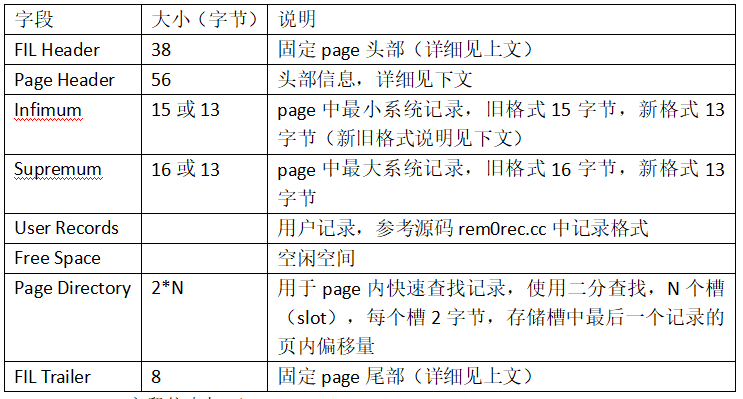 字段 大小（字节） 说明
FIL Header 38 固定 page 头部（详细见上文）
Page Header 56 头部信息，详细见下文
Infimum 15 或 13 page 中最小系统记录，旧格式 15 字节，新格式 13
字节（新旧格式说明见下文）
Supremum 16 或 13 page 中最大系统记录，旧格式 16 字节，新格式 13
字节
User Records 用户记录，参考源码 rem0rec.cc 中记录格式
Free Space 空闲空间
Page Directory 2*N 用于 page 内快速查找记录，使用二分查找，N 个槽
（slot），每个槽 2 字节，存储槽中最后一个记录的
页内偏移量
FIL Trailer 8 固定 page 尾部（详细见上文）